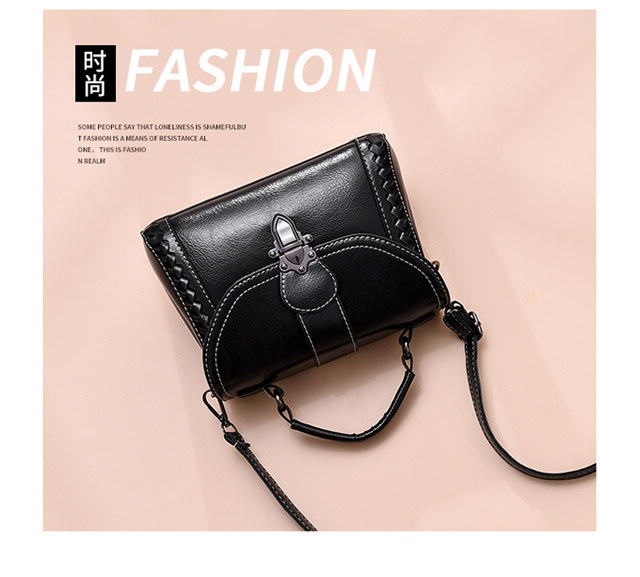 时尚
FASHION
SOME PEOPLE SAY THAT LONELINESS IS SHAMEFULBU
T FASHION IS A MEANS OF RESISTANCE AL
ONE， THIS IS FASHIO
N REALM